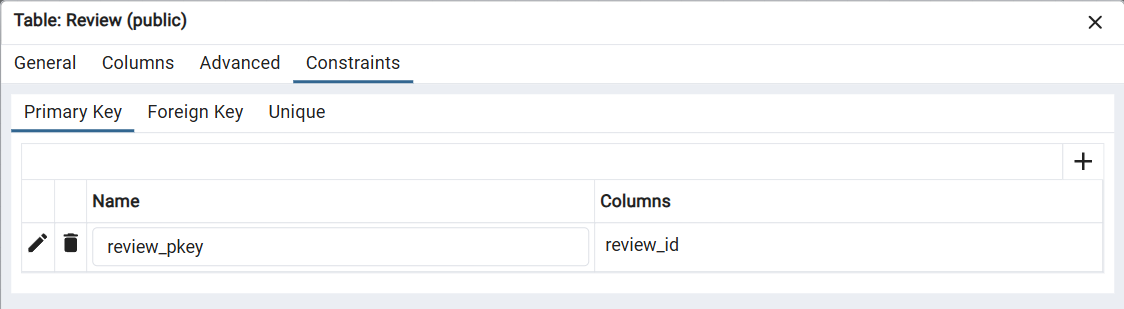 Table: Review (public)
General Columns Advanced Constraints
Primary Key Foreign Key Unique
Name Columns
review_pkey review_id